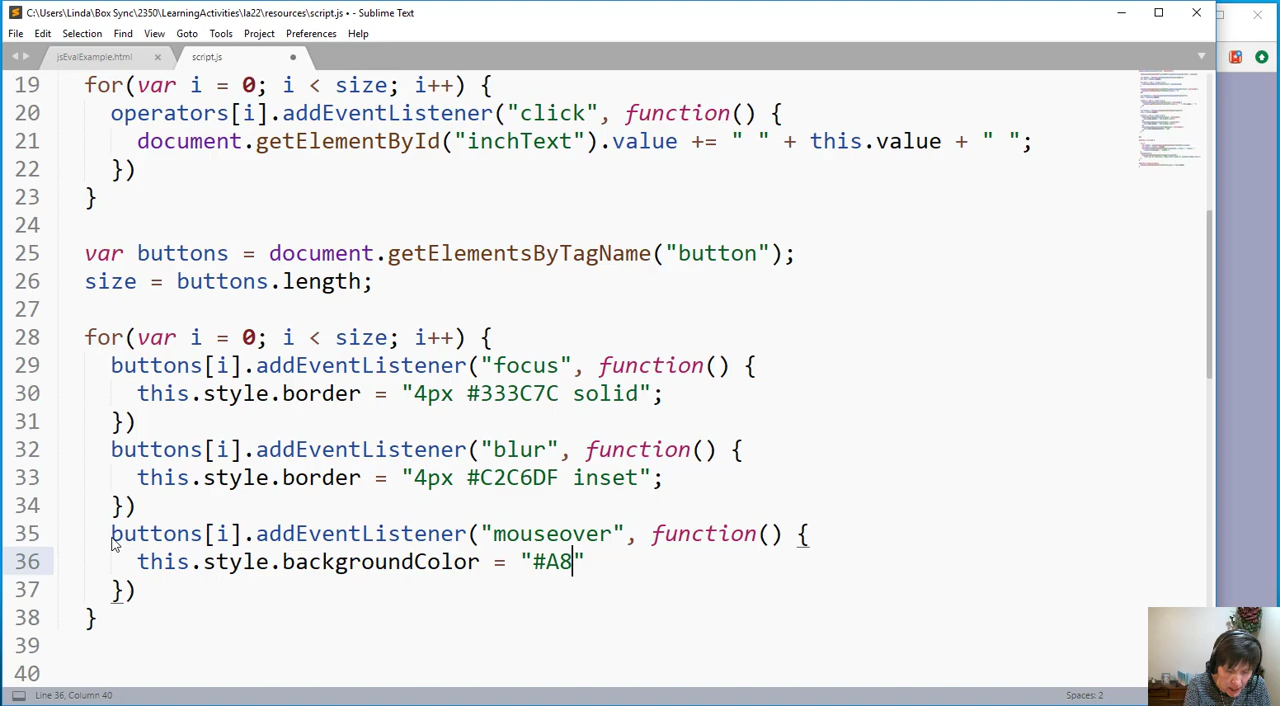 C:\Users\Linda\Box Sync\2350\LearningActivities\la22\resources\script.js • - Sublime Text
File Edit Selection Find View Goto Tools Project Preferences Help
jsEvalExample.html script.js
19 for(var i = 0; i < size; i++) {
20 operators[i].addEventListener("click", function() {
21 document.getElementById("inchText").value += " " + this.value + " ";
22 })
23 }
24
25 var buttons = document.getElementsByTagName("button");
26 size = buttons.length;
27
28 for(var i = 0; i < size; i++) {
29 buttons[i].addEventListener("focus", function() {
30 this.style.border = "4px #333C7C solid";
31 })
32 buttons[i].addEventListener("blur", function() {
33 this.style.border = "4px #C2C6DF inset";
34 })
35 buttons[i].addEventListener("mouseover", function() {
36 this.style.backgroundColor = "#A8"
37 })
38 }
39
40
Line 36, Column 40 Spaces: 2